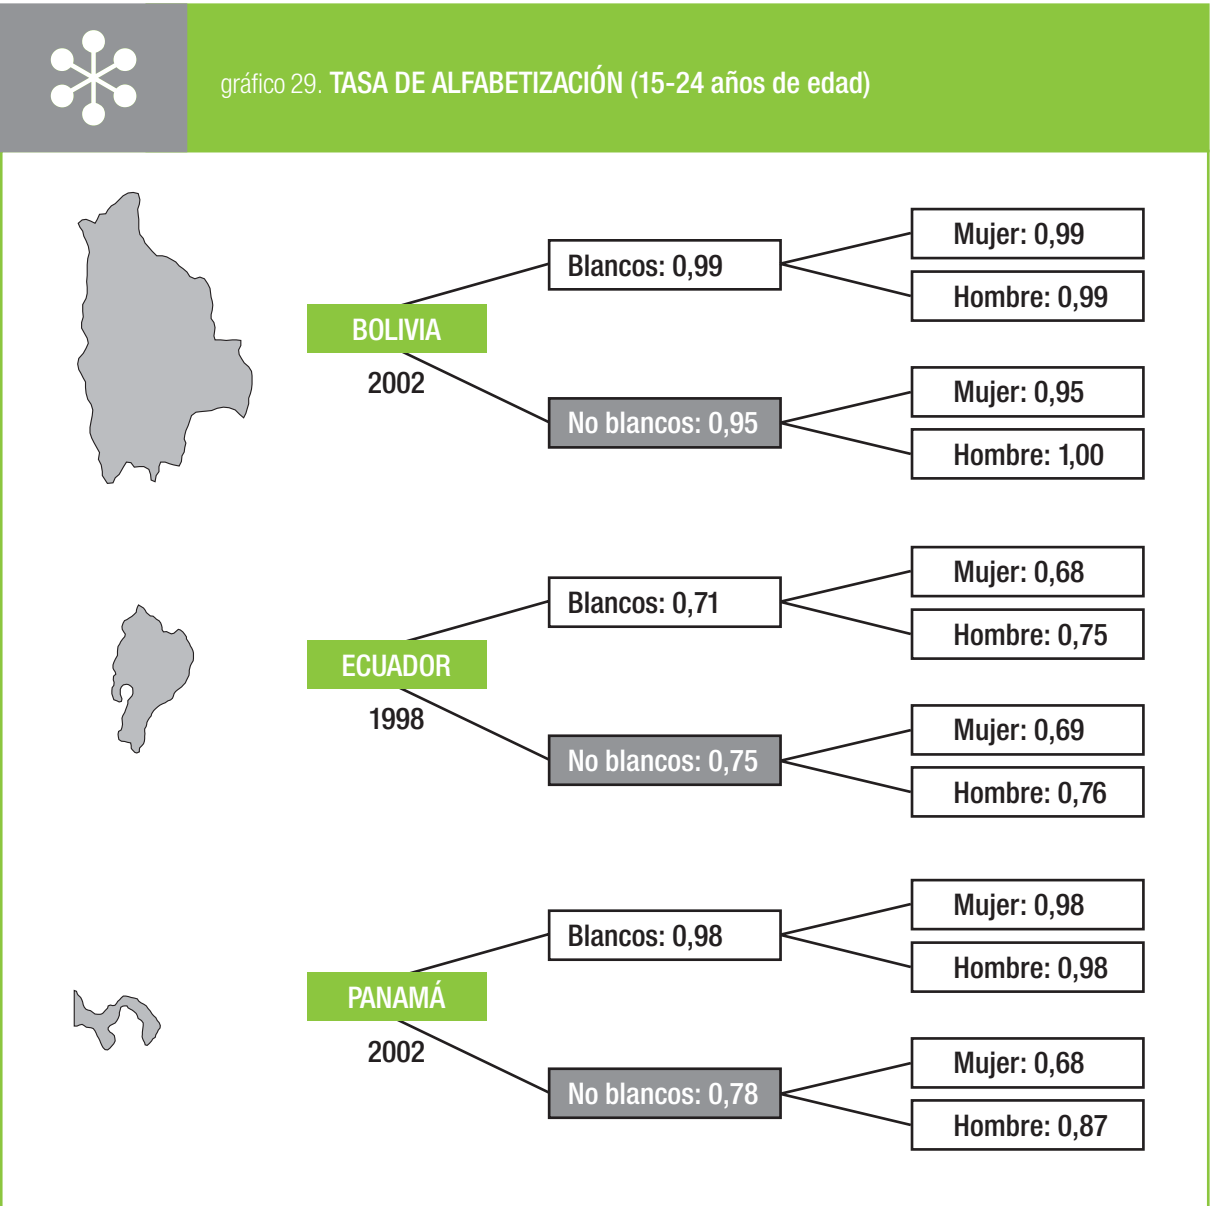 gráfico 29. TASA DE ALFABETIZACIÓN (15-24 años de edad)
BOLIVIA
2002
Blancos: 0,99
Mujer: 0,99
Hombre: 0,99
No blancos: 0,95
Mujer: 0,95
Hombre: 1,00
ECUADOR
1998
Blancos: 0,71
Mujer: 0,68
Hombre: 0,75
No blancos: 0,75
Mujer: 0,69
Hombre: 0,76
PANAMÁ
2002
Blancos: 0,98
Mujer: 0,98
Hombre: 0,98
No blancos: 0,78
Mujer: 0,68
Hombre: 0,87